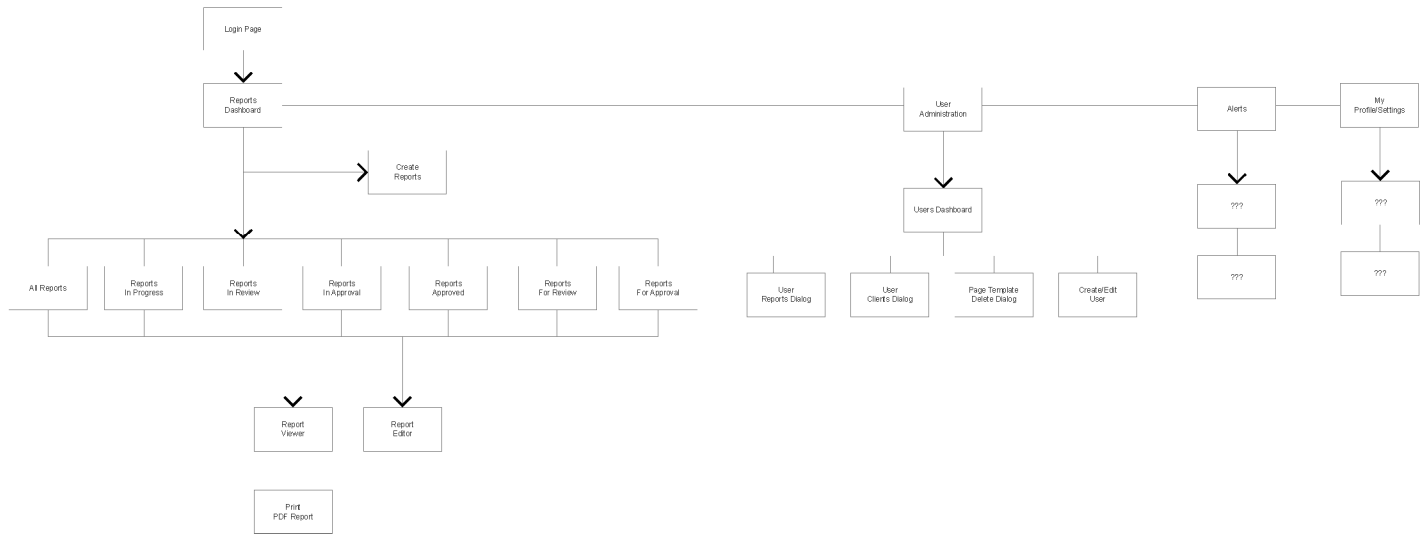 Login Page
Reports
Dashboard
User
Administration
Alerts
My
Profile/Settings
Create
Reports
???
???
Users Dashboard
All Reports
Reports
In Progress
Reports
In Review
Reports
In Approval
Reports
Approved
Reports
For Review
Reports
For Approval
User
Reports Dialog
User
Clients Dialog
Page Template
Delete Dialog
Create/Edit
User
???
???
Report
Viewer
Report
Editor
Print
PDF Report